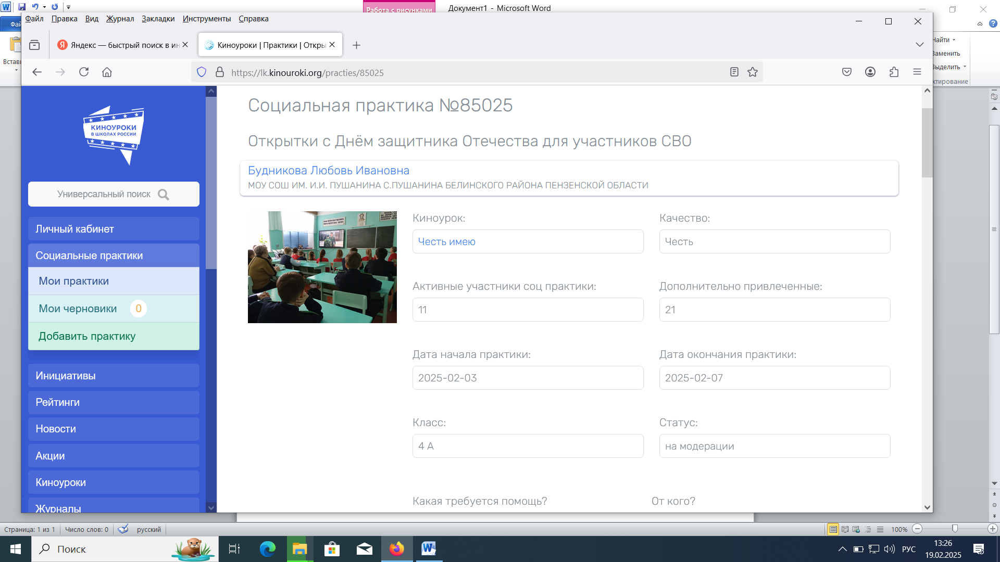 Работа с рисунками
Документ1 - Microsoft Word
Файл Правка Вид Журнал Закладки Инструменты Справка
Яндекс — быстрый поиск в ин
Киноуроки | Практики | Откры
https://lk.kinouroki.org/practies/85025
Найти
Заменить
Выделить
КИНОУРОКИ
В ШКОЛАХ РОССИИ
Универсальный поиск
Личный кабинет
Социальные практики
Мои практики
Мои черновики 0
Добавить практику
Инициативы
Рейтинги
Новости
Акции
Киноуроки
Журналы
Социальная практика №85025
Открытки с Днём защитника Отечества для участников СВО
Будникова Любовь Ивановна
МОУ СОШ ИМ. И.И. ПУШАНИНА С.ПУШАНИНА БЕЛИНСКОГО РАЙОНА ПЕНЗЕНСКОЙ ОБЛАСТИ
Киноурок: Качество:
Честь имею Честь
Активные участники соц практики: Дополнительно привлеченные:
11 21
Дата начала практики: Дата окончания практики:
2025-02-03 2025-02-07
Класс: Статус:
4 А на модерации
Какая требуется помощь? От кого?
Страница: 1 из 1 Число слов: 0 русский 100%
Поиск
РУС
13:26
19.02.2025